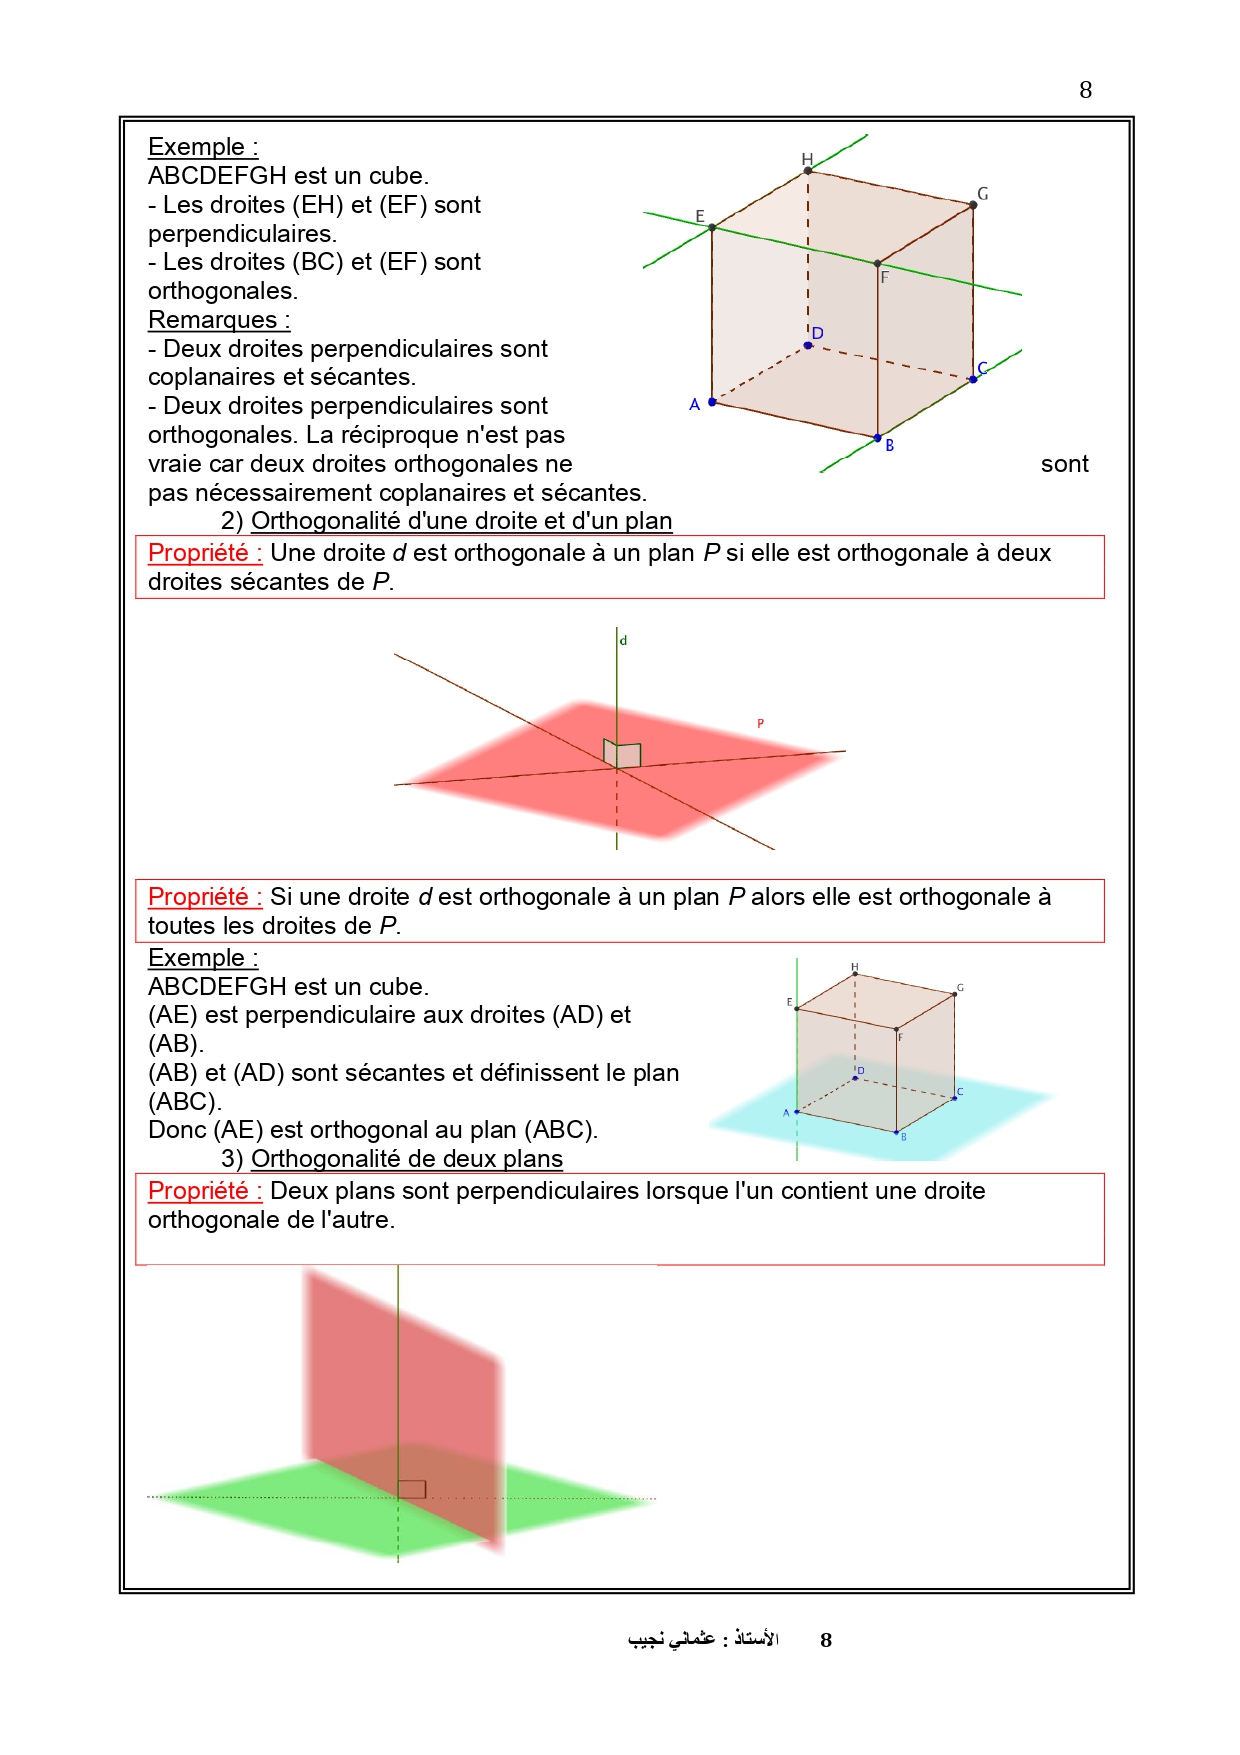 8
Exemple :
ABCDEFGH est un cube.
- Les droites (EH) et (EF) sont
perpendiculaires.
- Les droites (BC) et (EF) sont
orthogonales.
Remarques :
- Deux droites perpendiculaires sont
coplanaires et sécantes.
- Deux droites perpendiculaires sont
orthogonales. La réciproque n'est pas
vraie car deux droites orthogonales ne sont
pas nécessairement coplanaires et sécantes.
H
G
E
F
D
C
A
B
2) Orthogonalité d'une droite et d'un plan
Propriété : Une droite d est orthogonale à un plan P si elle est orthogonale à deux
droites sécantes de P.
d
P
Propriété : Si une droite d est orthogonale à un plan P alors elle est orthogonale à
toutes les droites de P.
Exemple :
ABCDEFGH est un cube.
(AE) est perpendiculaire aux droites (AD) et
(AB).
(AB) et (AD) sont sécantes et définissent le plan
(ABC).
Donc (AE) est orthogonal au plan (ABC).
H
G
E
F
D
C
A
B
3) Orthogonalité de deux plans
Propriété : Deux plans sont perpendiculaires lorsque l'un contient une droite
orthogonale de l'autre.
الأستاذ : عثماني نجيب 8